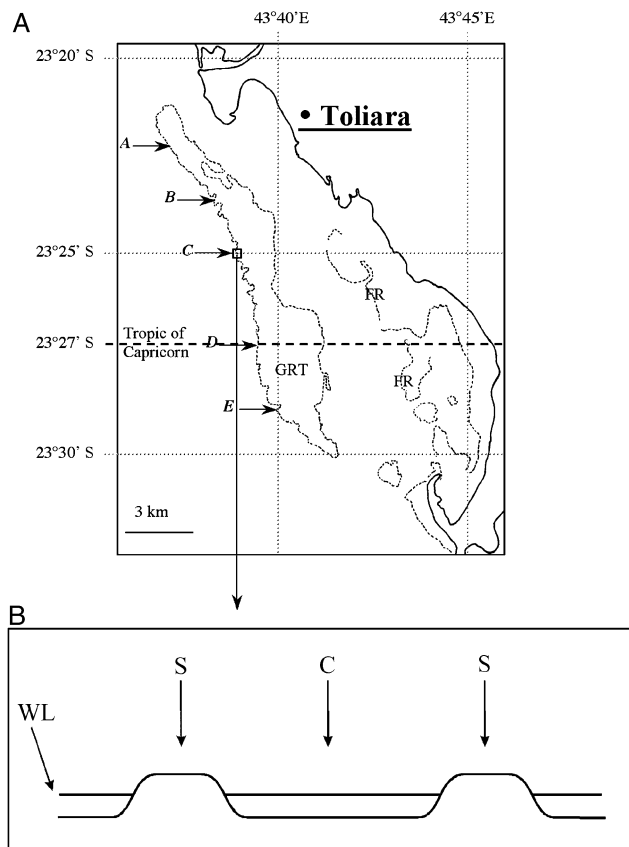 A
43°40'E 43°45'E
23°20' S
• Toliara
A
B
23°25' S
C
FR
Tropic of
Capricorn
23°27' S
D
GRT
FR
E
23°30' S
3 km
B
S C S
WL